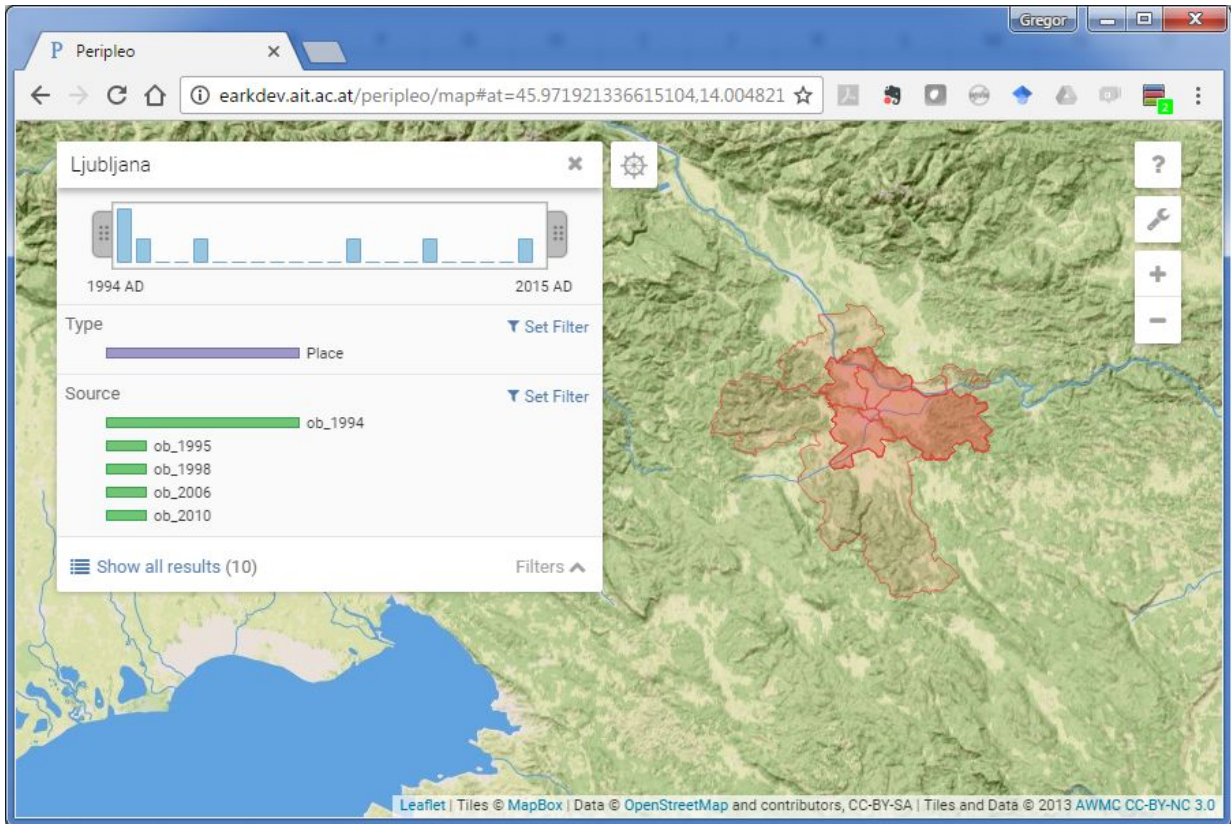 Gregor
Peripleo
earkdev.ait.ac.at/peripleo/map#at=45.971921336615104,14.004821
2
Ljubljana
?
1994 AD
2015 AD
Type
Set Filter
Place
Source
Set Filter
ob_1994
ob_1995
ob_1998
ob_2006
ob_2010
Show all results (10)
Filters
Leaflet | Tiles © MapBox | Data © OpenStreetMap and contributors, CC-BY-SA | Tiles and Data © 2013 AWMC CC-BY-NC 3.0